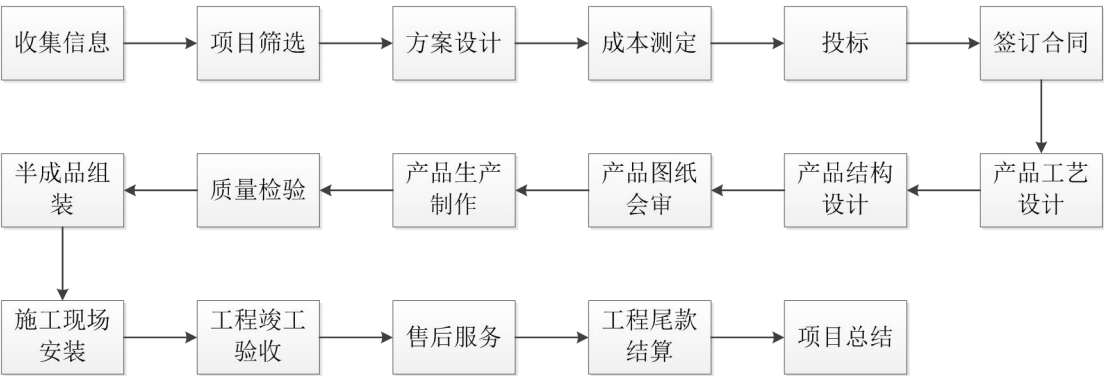 收集信息
项目筛选
方案设计
成本测定
投标
签订合同
产品工艺
设计
产品结构
设计
产品图纸
会审
产品生产
制作
质量检验
半成品组
装
施工现场
安装
工程竣工
验收
售后服务
工程尾款
结算
项目总结